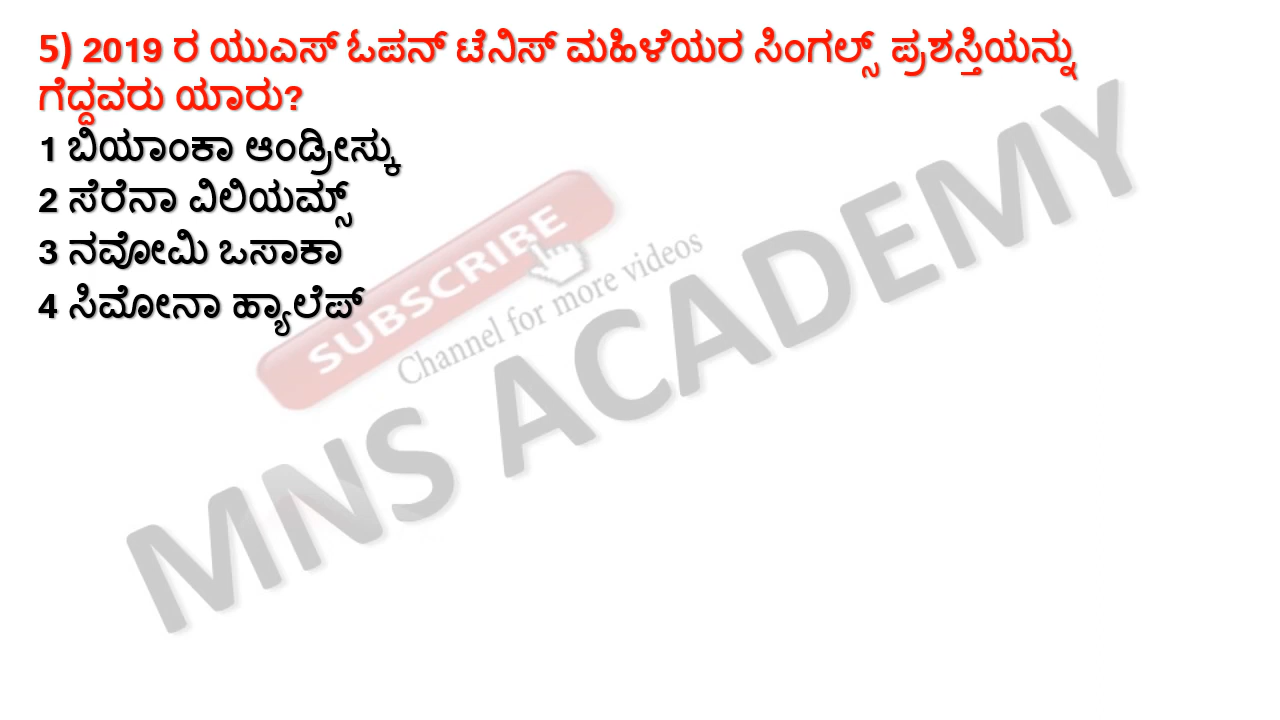 5) 2019 ರ ಯುಎಸ್ ಓಪನ್ ಟೆನಿಸ್ ಮಹಿಳೆಯರ ಸಿಂಗಲ್ಸ್ ಪ್ರಶಸ್ತಿಯನ್ನು
ಗೆದ್ದವರು ಯಾರು?
1 ಬಿಯಾಂಕಾ ಆಂಡ್ರೀಸ್ಕು
2 ಸೆರೆನಾ ವಿಲಿಯಮ್ಸ್
3 ನವೋಮಿ ಒಸಾಕಾ
4 ಸಿಮೋನಾ ಹ್ಯಾಲೆಪ್
SUBSCRIBE
Channel for more videos
MNS ACADEMY